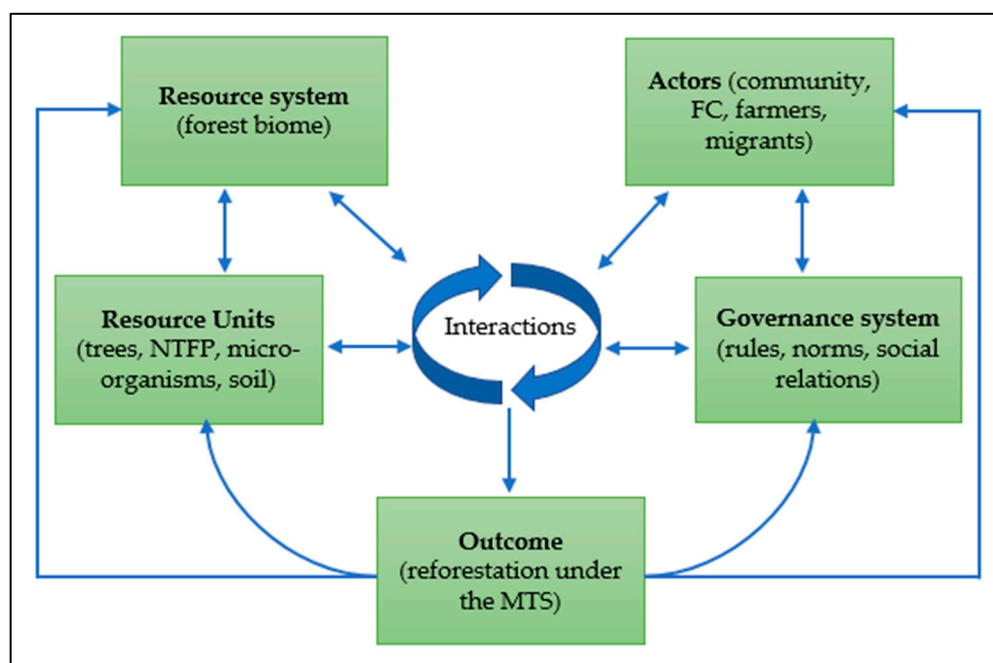 Resource system
(forest biome)
Actors (community,
FC, farmers,
migrants)
Resource Units
(trees, NTFP, micro-
organisms, soil)
Interactions
Governance system
(rules, norms, social
relations)
Outcome
(reforestation under
the MTS)